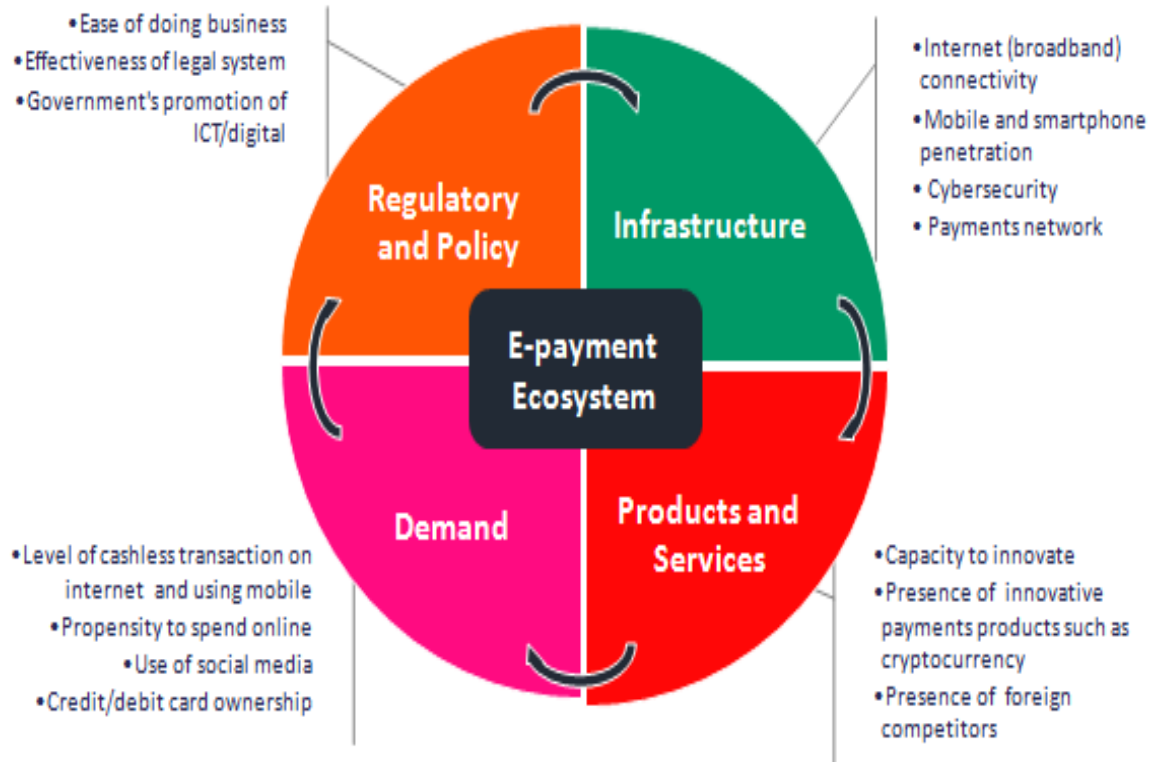 •Ease of doing business
•Effectiveness of legal system
•Government's promotion of
ICT/digital
Regulatory
and Policy
Infrastructure
•Internet (broadband)
connectivity
•Mobile and smartphone
penetration
• Cybersecurity
• Payments network
E-payment
Ecosystem
Demand
Products and
Services
•Level of cashless transaction on
internet and using mobile
•Propensity to spend online
•Use of social media
•Credit/debit card ownership
•Capacity to innovate
•Presence of innovative
payments products such as
cryptocurrency
•Presence of foreign
competitors